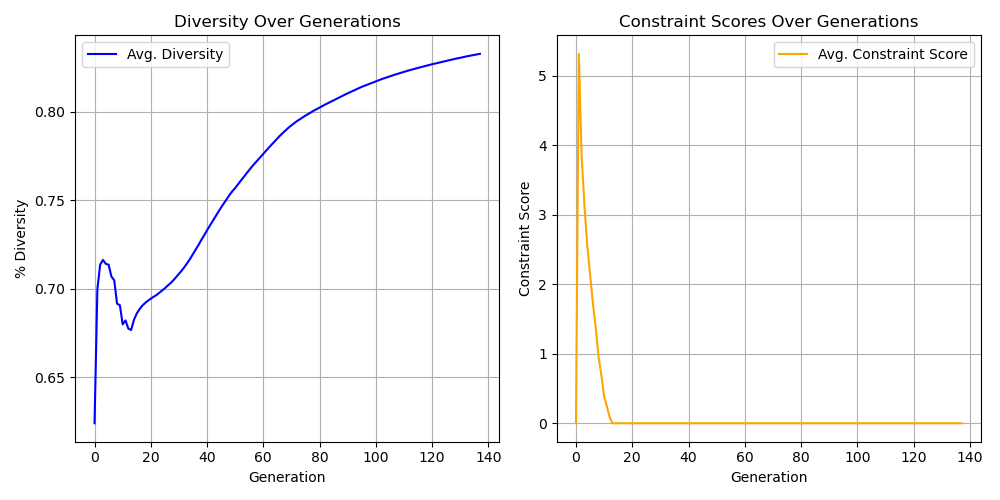 Diversity Over Generations
Avg. Diversity
% Diversity
0.80
0.75
0.70
0.65
0 20 40 60 80 100 120 140
Generation
Constraint Scores Over Generations
Avg. Constraint Score
Constraint Score
5
4
3
2
1
0
0 20 40 60 80 100 120 140
Generation